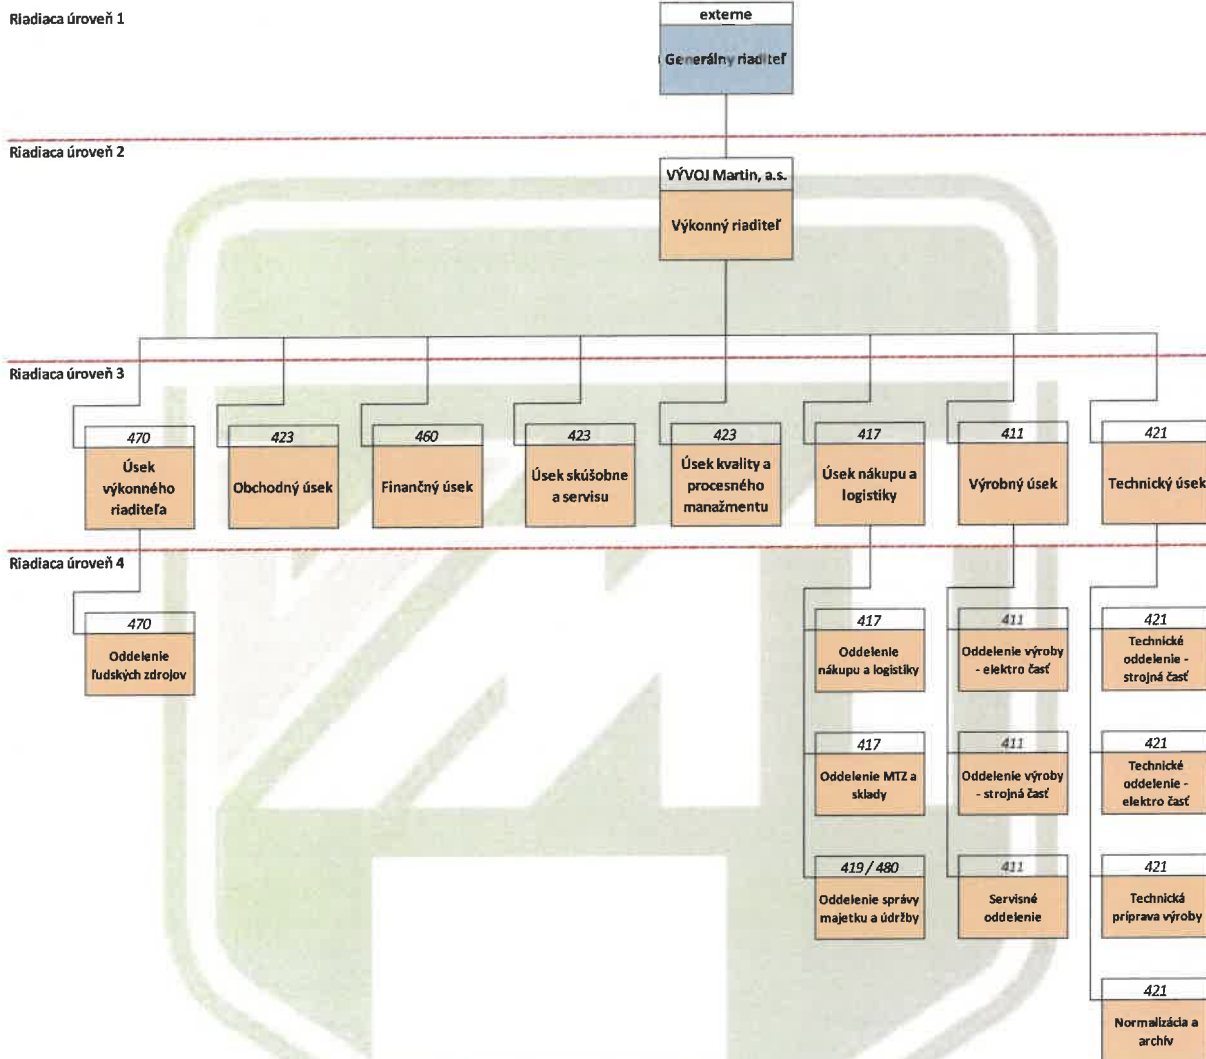 Riadiaca úroveň 1
externe
Generálny riaditeľ
Riadiaca úroveň 2
VÝVOJ Martin, a.s.
Výkonný riaditeľ
Riadiaca úroveň 3
470
Úsek
výkonného
riaditeľa
423
Obchodný úsek
460
Finančný úsek
423
Úsek skúšobne
a servisu
423
Úsek kvality a
procesného
manažmentu
417
Úsek nákupu a
logistiky
411
Výrobný úsek
421
Technický úsek
Riadiaca úroveň 4
470
Oddelenie
ľudských zdrojov
417
Oddelenie
nákupu a logistiky
411
Oddelenie výroby
- elektro časť
421
Technické
oddelenie -
strojná časť
417
Oddelenie MTZ a
sklady
411
Oddelenie výroby
- strojná časť
421
Technické
oddelenie -
elektro časť
419 / 480
Oddelenie správy
majetku a údržby
411
Servisné
oddelenie
421
Technická
príprava výroby
421
Normalizácia a
archív